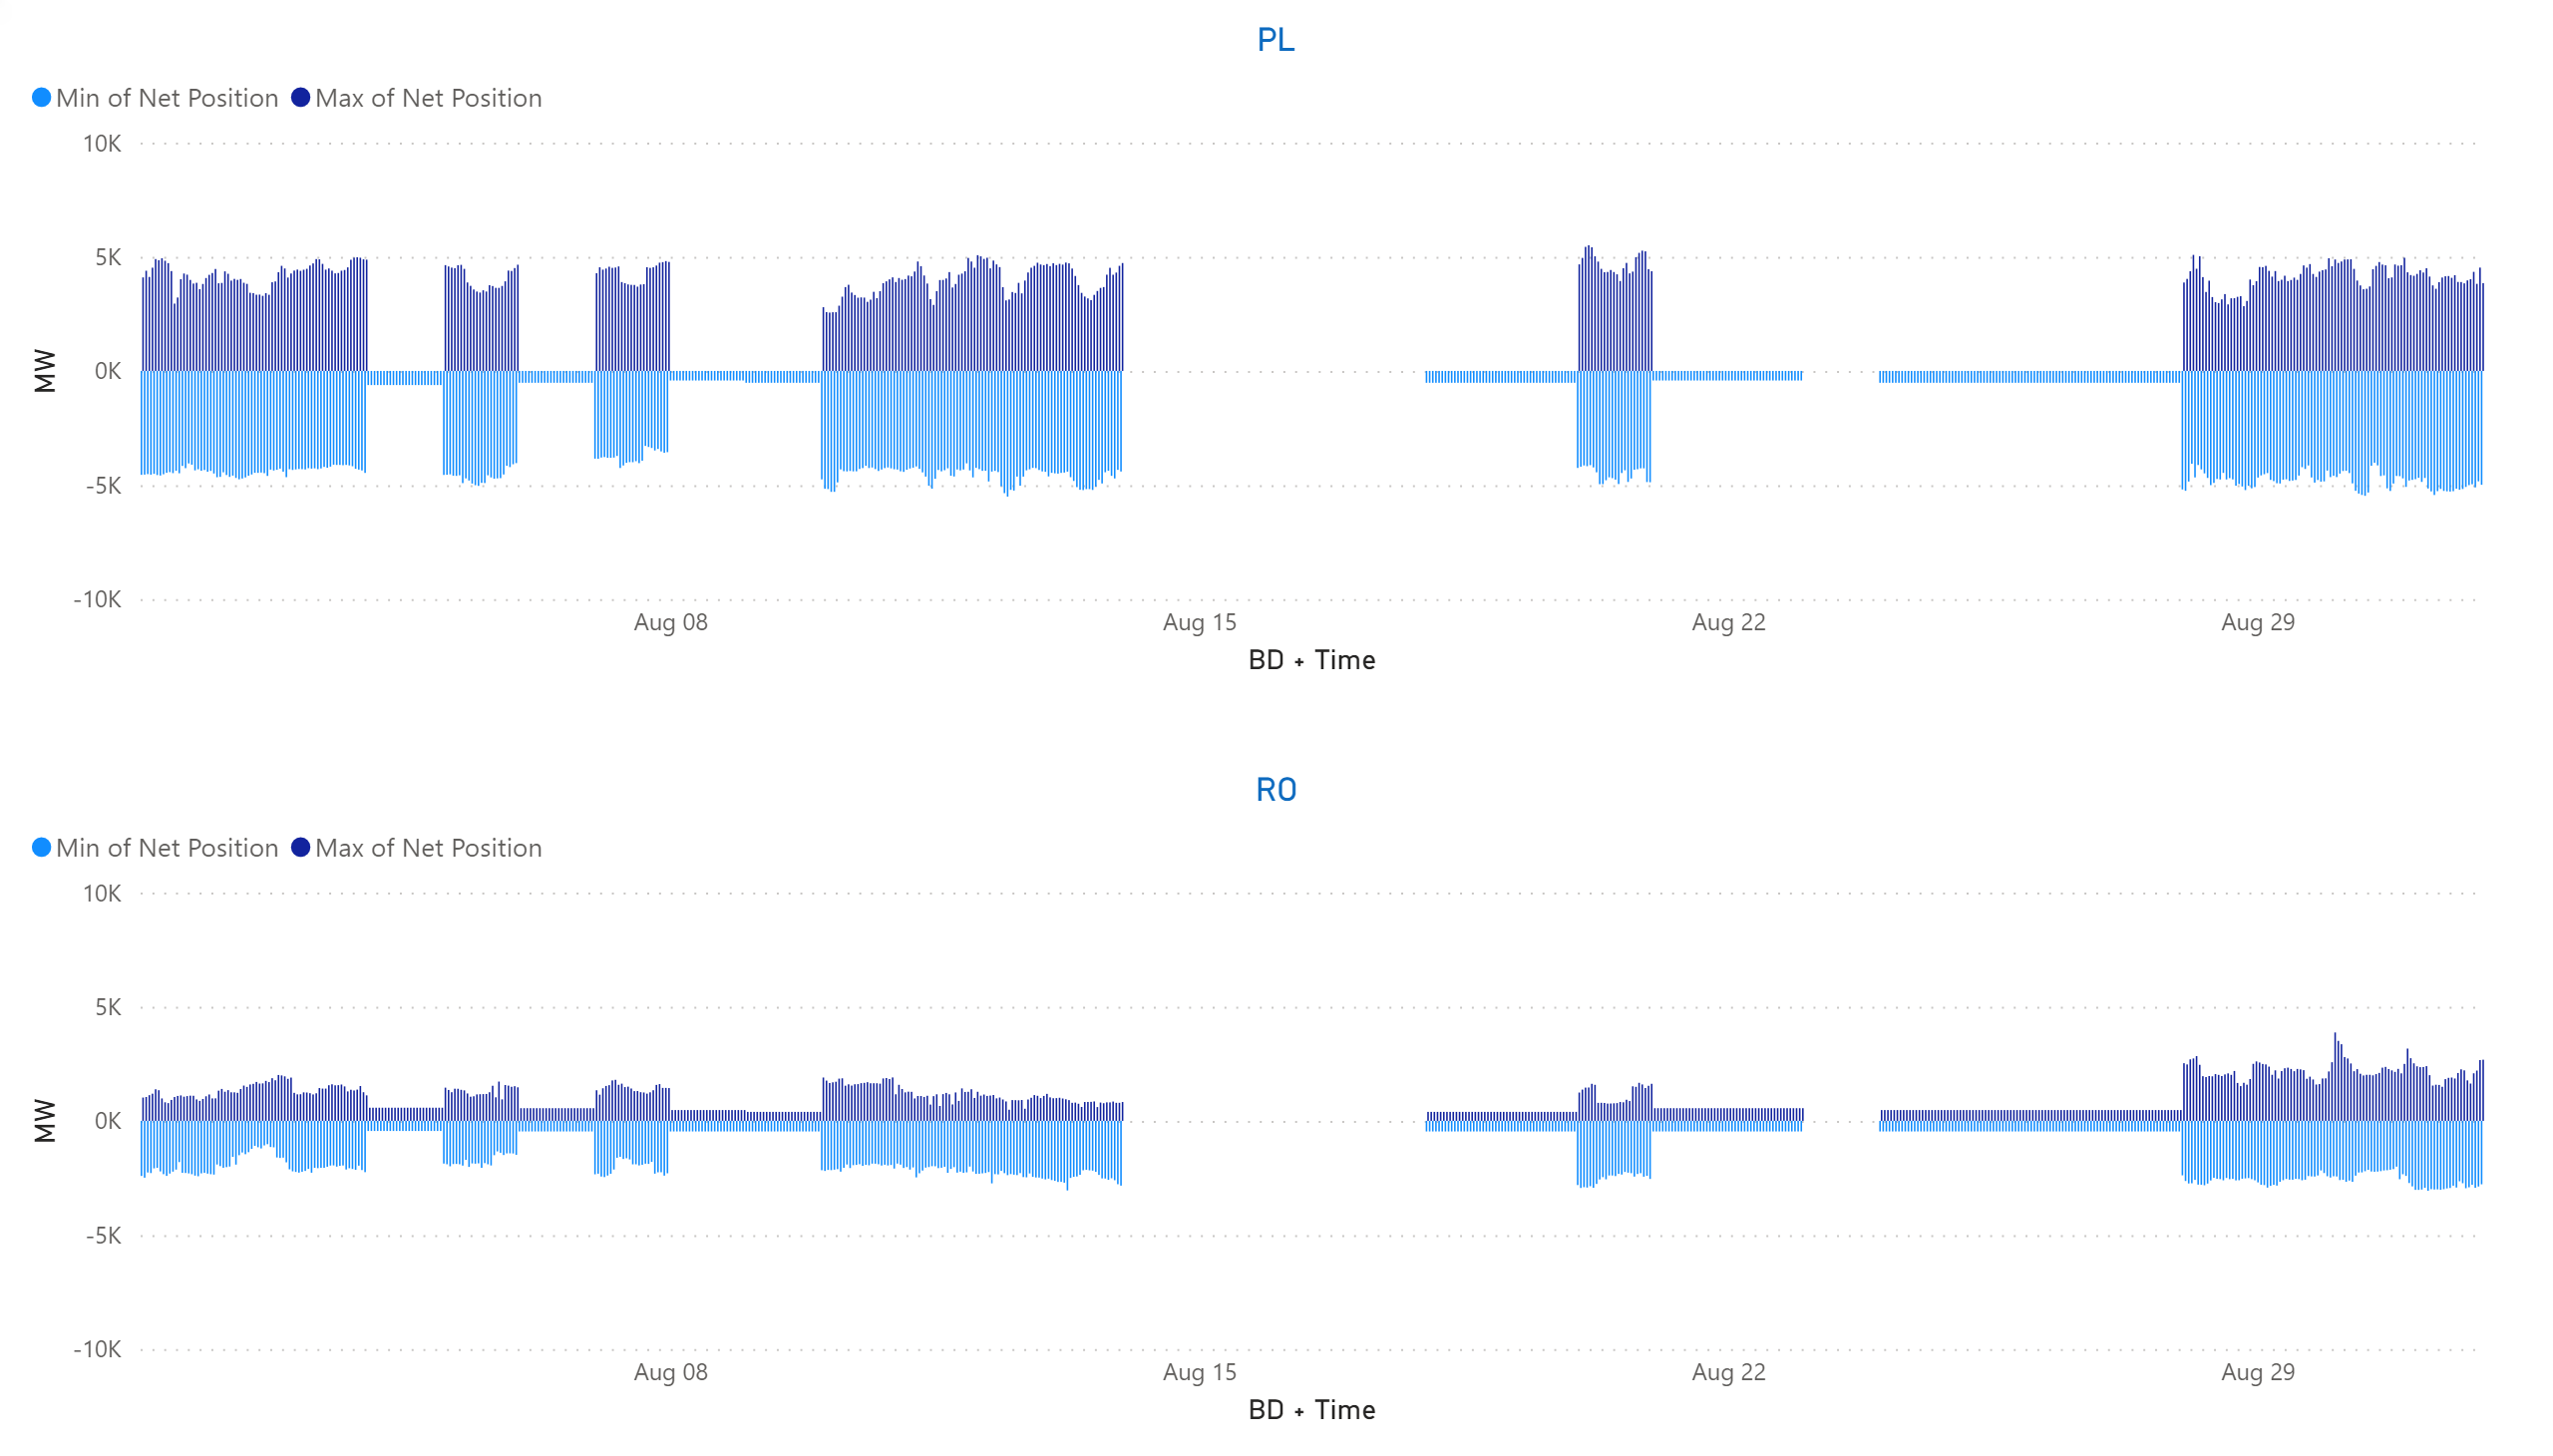 PL
Min of Net Position Max of Net Position
10K
5K
0K
-5K
-10K
MW
Aug 08 Aug 15 Aug 22 Aug 29
BD + Time
RO
Min of Net Position Max of Net Position
10K
5K
0K
-5K
-10K
MW
Aug 08 Aug 15 Aug 22 Aug 29
BD + Time